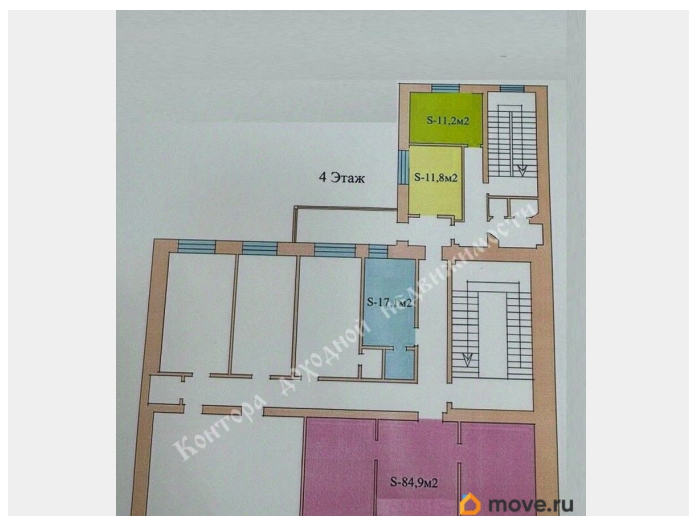 S-11,2м2
S-11,8м2
4 Этаж
S-17,1м2
Контора доходной недвижимости
S-84,9м2
move.ru